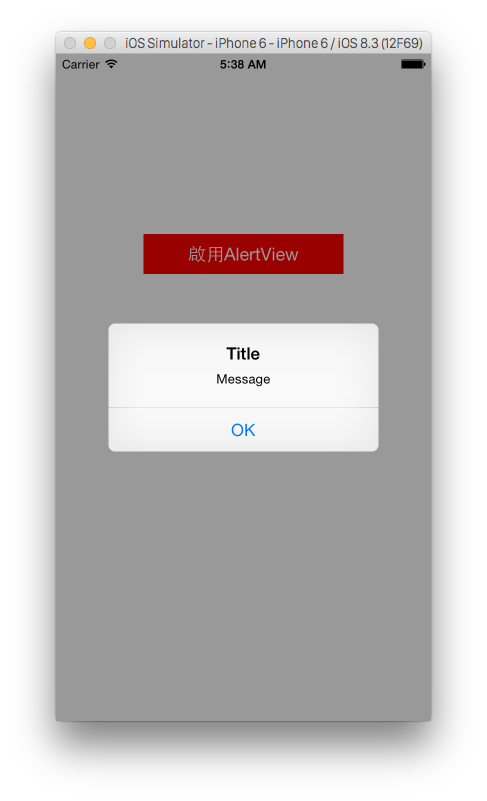 iOS Simulator - iPhone 6 - iPhone 6 / iOS 8.3 (12F69)
Carrier 5:38 AM
啟用AlertView
Title
Message
OK